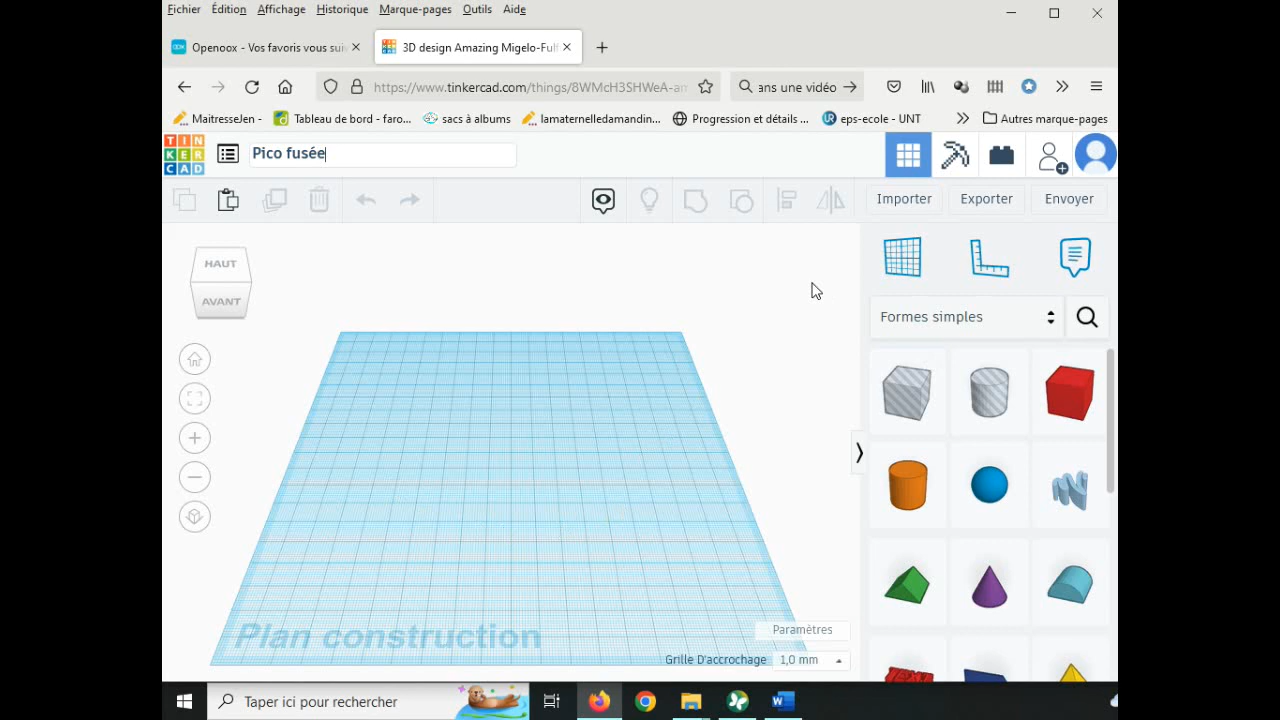 Fichier Édition Affichage Historique Marque-pages Outils Aide
Openoox - Vos favoris vous suiv
3D design Amazing Migelo-Fulf
https://www.tinkercad.com/things/8WMcH3SHWeA-am
ans une vidéo
MaitresseJen - Tableau de bord - faro... sacs à albums lamaternelledamandin... Progression et détails ... eps-ecole - UNT Autres marque-pages
TIN
KER
CAD
Pico fusée
Importer Exporter Envoyer
HAUT
AVANT
Formes simples
Plan construction
Paramètres
Grille D'accrochage 1,0 mm
Taper ici pour rechercher